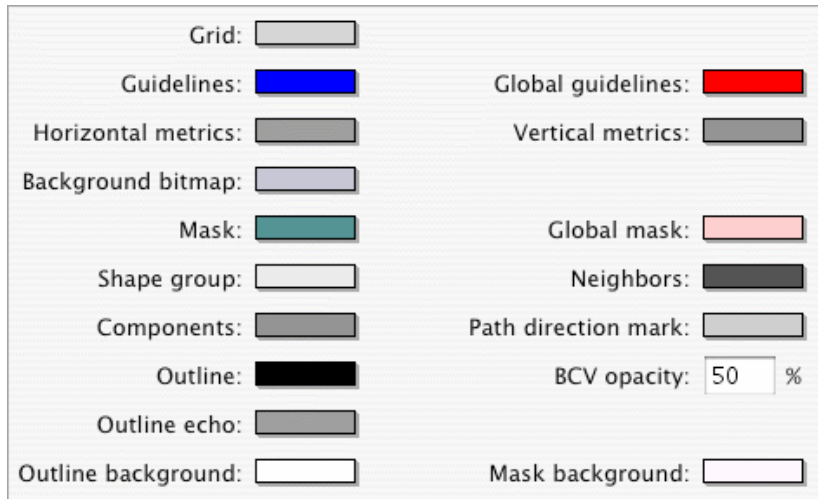 Grid:
Guidelines: Global guidelines:
Horizontal metrics: Vertical metrics:
Background bitmap:
Mask: Global mask:
Shape group: Neighbors:
Components: Path direction mark:
Outline: BCV opacity: 50 %
Outline echo:
Outline background: Mask background: